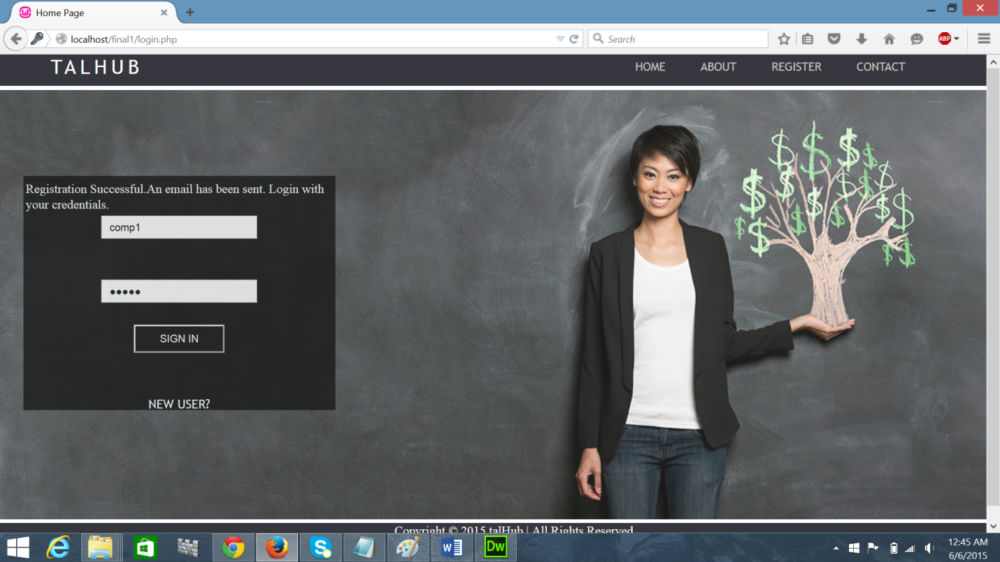 Home Page
localhost/final1/login.php
Search
ABP
TALHUB
HOME ABOUT REGISTER CONTACT
Registration Successful.An email has been sent. Login with
your credentials.
comp1
•••••
SIGN IN
NEW USER?
$ $ $ $ $ $ $ $ $ $ $ $ $ $ $ $
Copyright © 2015 talHub | All Rights Reserved
Dw
12:45 AM
6/6/2015